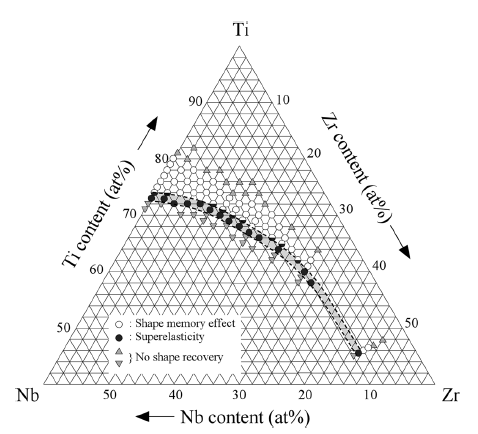 Ti
90
10
Zr content (at%)
80
20
Ti content (at%)
70
30
60
40
50
50
: Shape memory effect
: Superelasticity
} No shape recovery
Nb
50
40
30
20
10
Zr
Nb content (at%)